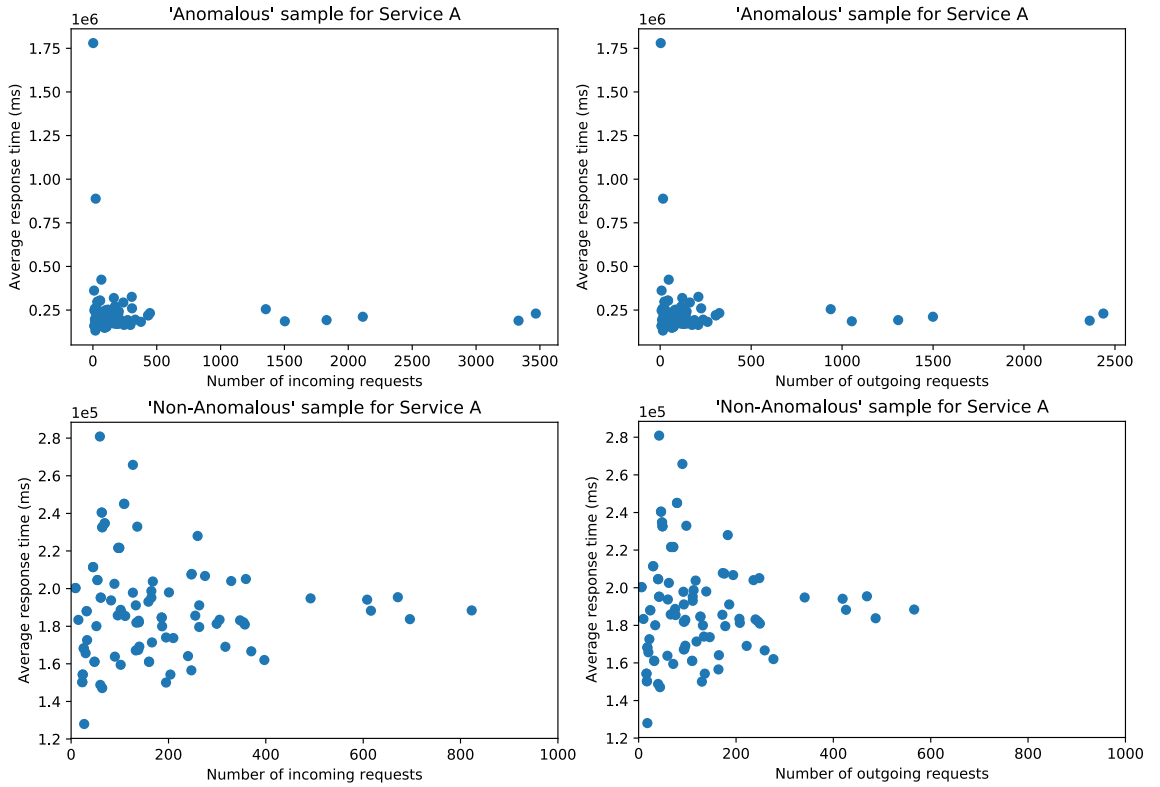 'Anomalous' sample for Service A
1e6
Average response time (ms)
1.75
1.50
1.25
1.00
0.75
0.50
0.25
0 500 1000 1500 2000 2500 3000 3500
Number of incoming requests
'Anomalous' sample for Service A
1e6
Average response time (ms)
1.75
1.50
1.25
1.00
0.75
0.50
0.25
0 500 1000 1500 2000 2500
Number of outgoing requests
'Non-Anomalous' sample for Service A
1e5
Average response time (ms)
2.8
2.6
2.4
2.2
2.0
1.8
1.6
1.4
1.2
0 200 400 600 800 1000
Number of incoming requests
'Non-Anomalous' sample for Service A
1e5
Average response time (ms)
2.8
2.6
2.4
2.2
2.0
1.8
1.6
1.4
1.2
0 200 400 600 800 1000
Number of outgoing requests